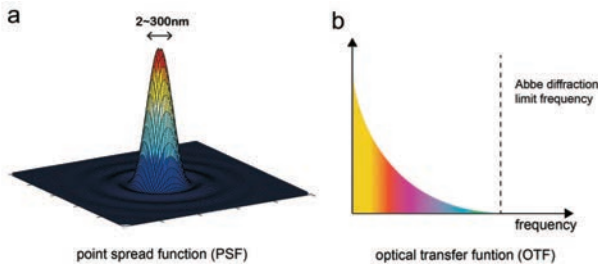 a
2~300nm
point spread function (PSF)
b
Abbe diffraction
limit frequency
frequency
optical transfer funtion (OTF)